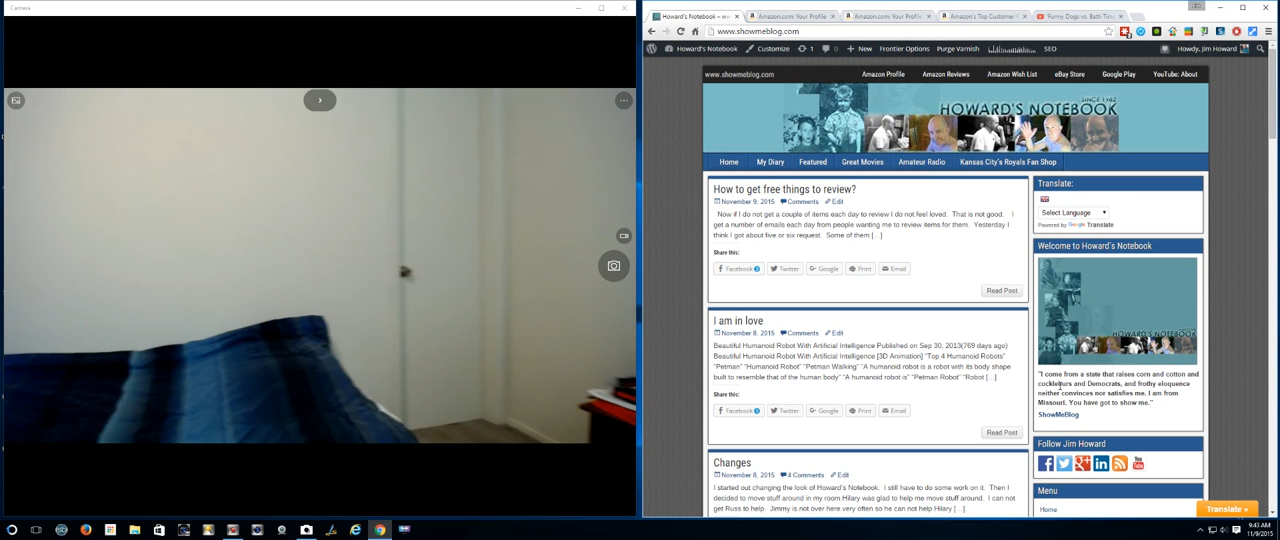 Camera
Howard's Notebook – ew
Amazon.com: Your Profile
Amazon.com: Your Profile
Amazon's Top Customer
"Funny Dogs vs. Bath Time
www.showmeblog.com
Howard's Notebook
Customize
1
0
New
Frontier Options
Purge Varnish
SEO
Howdy, Jim Howard
www.showmeblog.com
Amazon Profile
Amazon Reviews
Amazon Wish List
eBay Store
Google Play
YouTube: About
SINCE 1982
HOWARD'S NOTEBOOK
Home
My Diary
Featured
Great Movies
Amateur Radio
Kansas City's Royals Fan Shop
How to get free things to review?
November 9, 2015 Comments Edit
Now if I do not get a couple of items each day to review I do not feel loved. That is not good. I
get a number of emails each day from people wanting me to review items for them. Yesterday
I think I got about five or six request. Some of them [...]
Share this:
Facebook
Twitter
Google
Print
Email
Read Post
I am in love
November 8, 2015 Comments Edit
Beautiful Humanoid Robot With Artificial Intelligence Published on Sep 30, 2013(769 days ago)
Beautiful Humanoid Robot With Artificial Intelligence [3D Animation] "Top 4 Humanoid Robots"
"Petman" "Humanoid Robot" "Petman Walking" "A humanoid robot is a robot with its body shape
built to resemble that of the human body" "A humanoid robot is" "Petman Robot" "Robot [...]
Share this:
Facebook
Twitter
Google
Print
Email
Read Post
Changes
November 8, 2015 4 Comments Edit
I started out changing the look of Howard's Notebook. I still have to do some work on it. Then I
decided to move stuff around in my room.Hilary was glad to help me move stuff around. I can not
get Russ to help. Jimmy is not over here very often so he can not help Hilary [...]
Translate:
Select Language
Powered by Google Translate
Welcome to Howard's Notebook
HOWARD'S NOTEBOOK
"I come from a state that raises corn and cotton and
cockleburs and Democrats, and frothy eloquence
neither convinces nor satisfies me. I am from
Missouri. You have got to show me."
ShowMeBlog
Follow Jim Howard
You
Menu
Home
Translate »
9:43 AM
11/9/2015